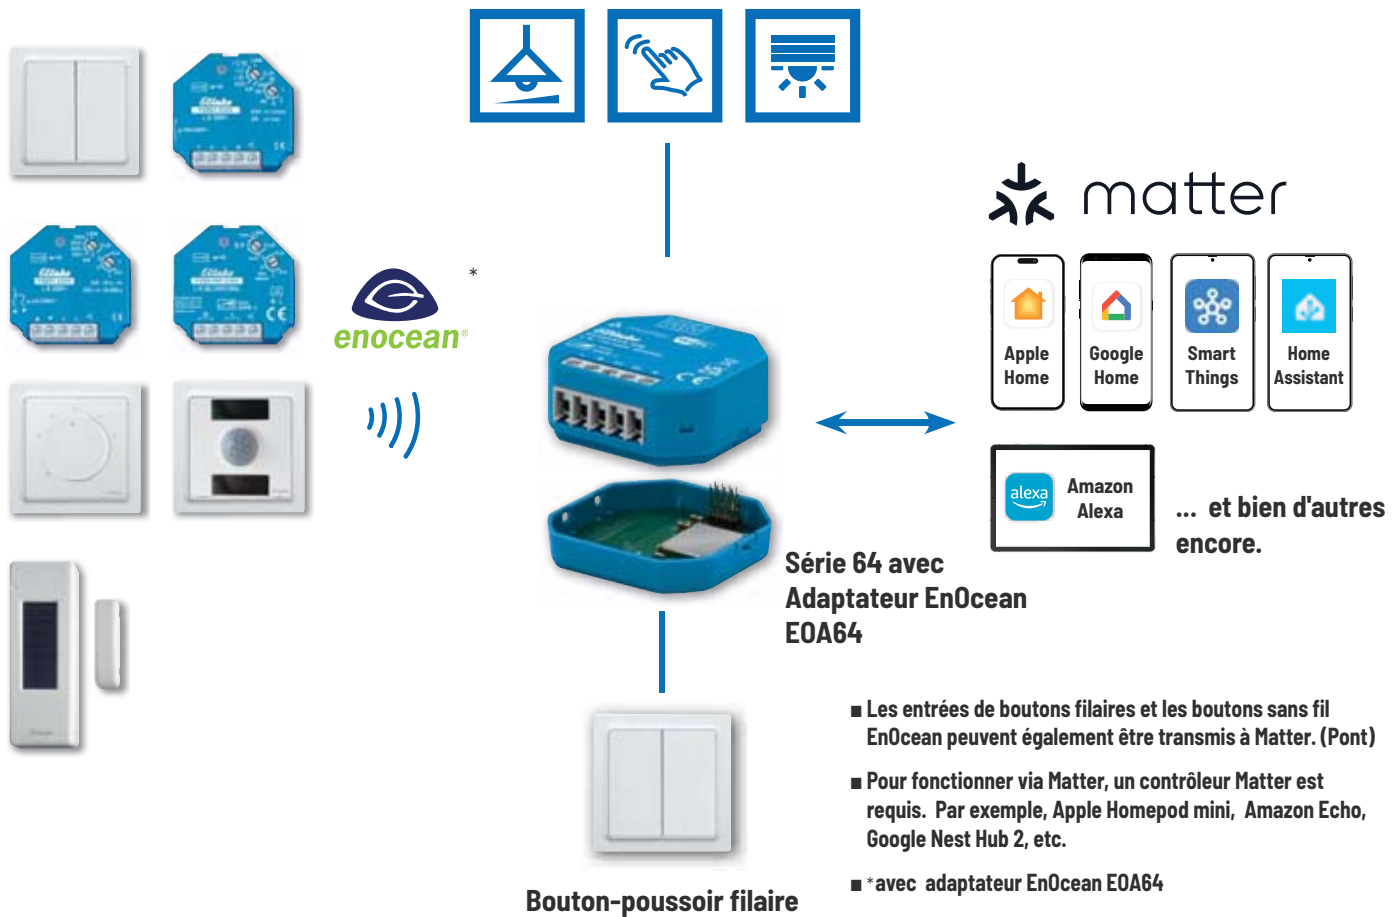 Eltako
Eltako
Eltako
enocean®
*
matter
Apple
Home
Google
Home
Smart
Things
Home
Assistant
alexa
Amazon
Alexa
... et bien d'autres
encore.
Série 64 avec
Adaptateur EnOcean
EOA64
■ Les entrées de boutons filaires et les boutons sans fil
EnOcean peuvent également être transmis à Matter. (Pont)
■ Pour fonctionner via Matter, un contrôleur Matter est
requis. Par exemple, Apple Homepod mini, Amazon Echo,
Google Nest Hub 2, etc.
■ *avec adaptateur EnOcean EOA64
Bouton-poussoir filaire